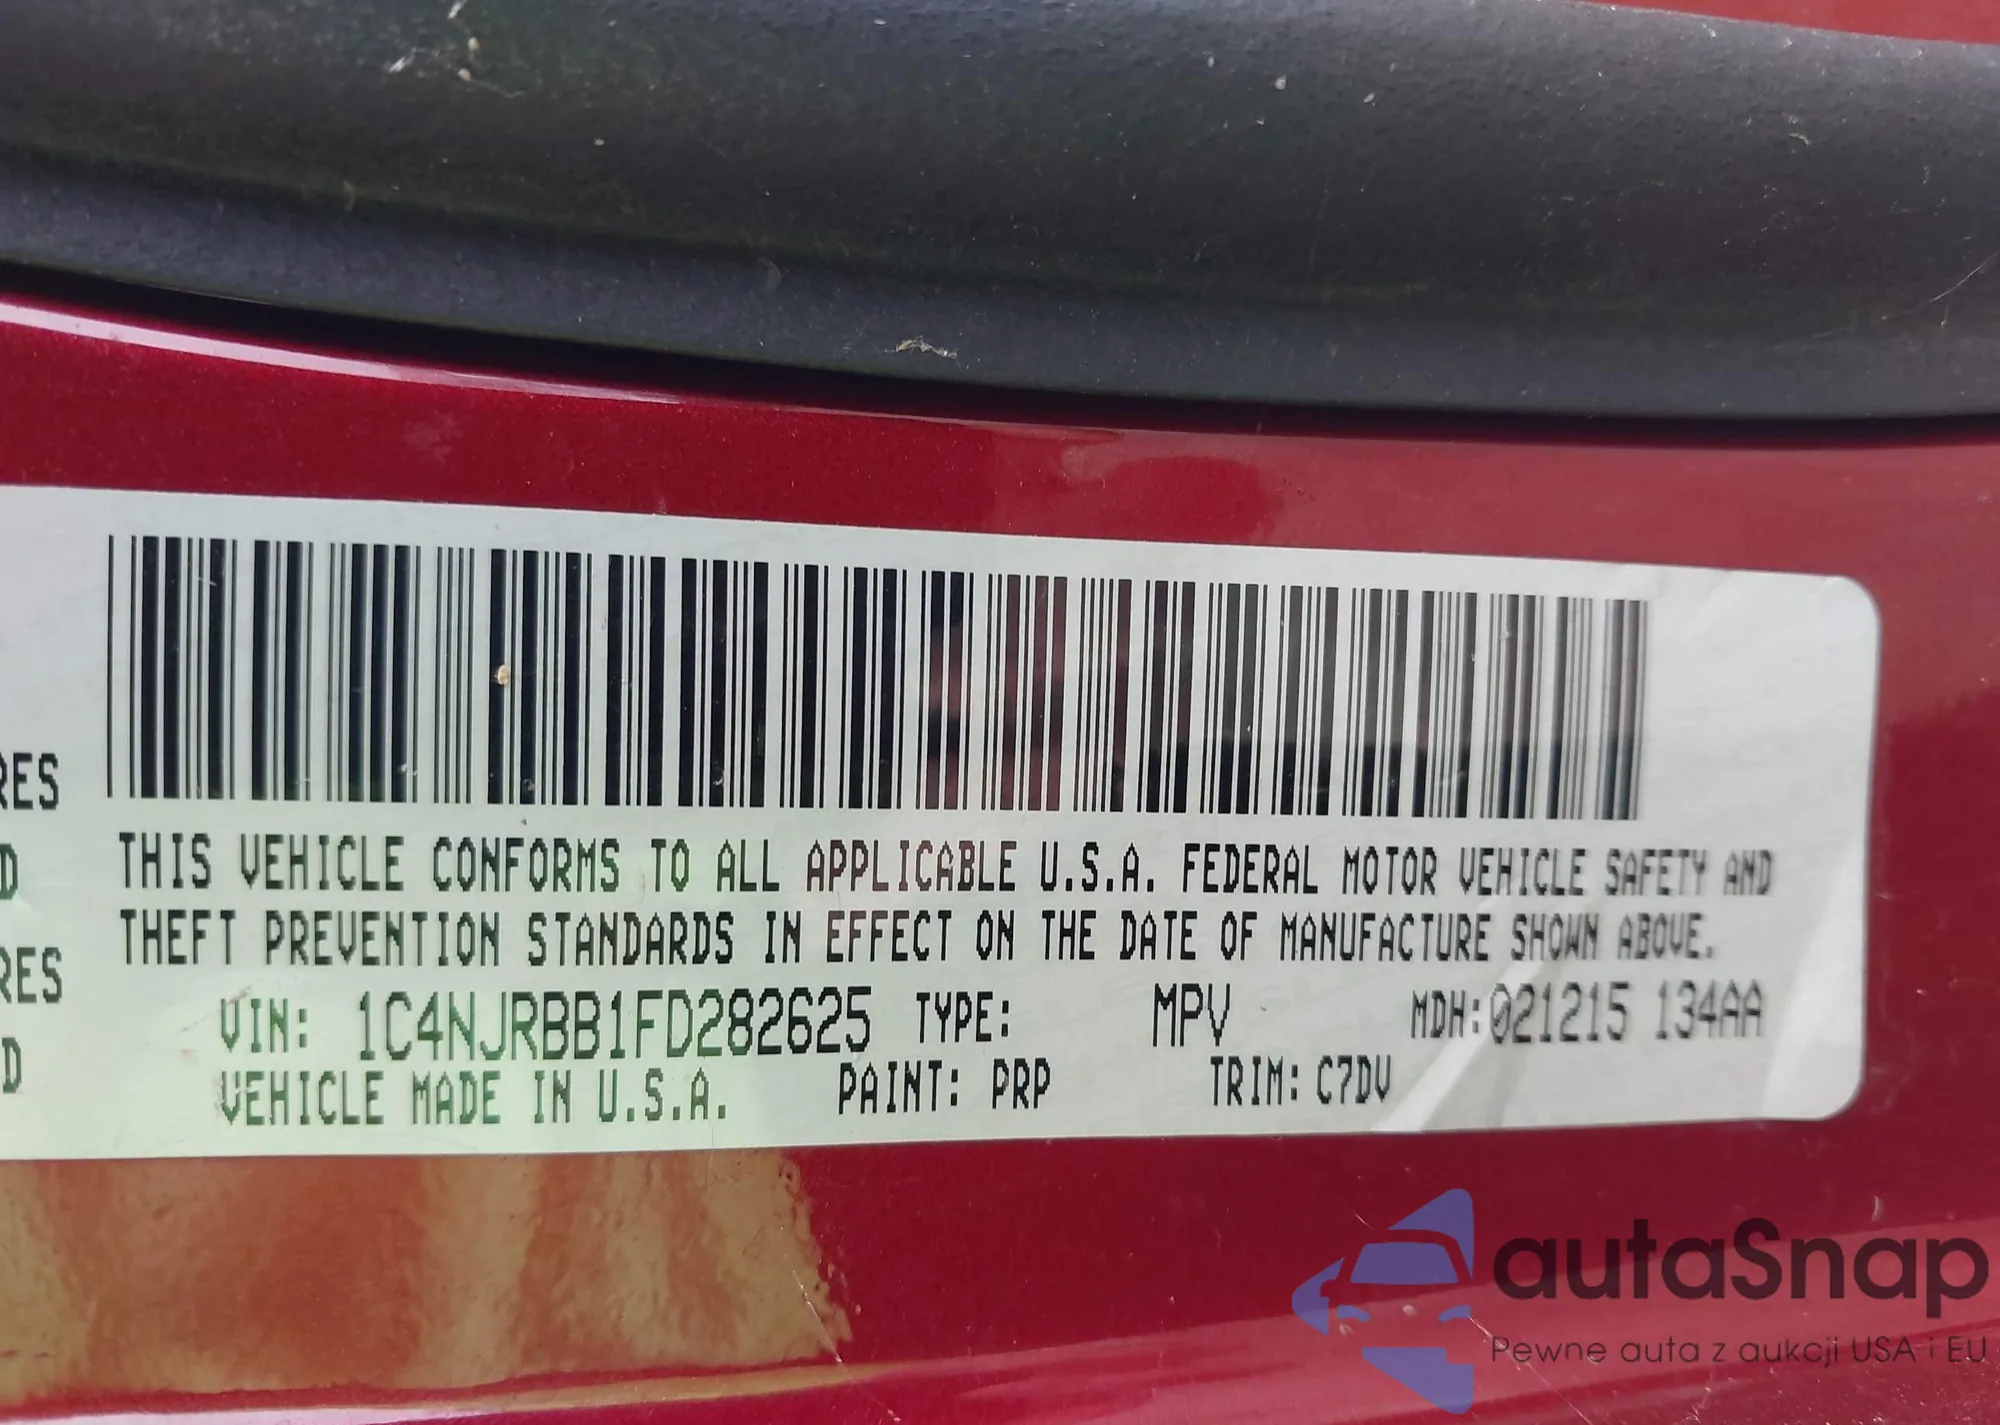 RES
D
RES
D
THIS VEHICLE CONFORMS TO ALL APPLICABLE U.S.A. FEDERAL MOTOR VEHICLE SAFETY AND
THEFT PREVENTION STANDARDS IN EFFECT ON THE DATE OF MANUFACTURE SHOWN ABOVE.
VIN: 1C4NJRBB1FD282625 TYPE: MPV MDH:021215 134AA
VEHICLE MADE IN U.S.A. PAINT: PRP TRIM: C7DV
autaSnap
Pewne auta z aukcji USA i EU